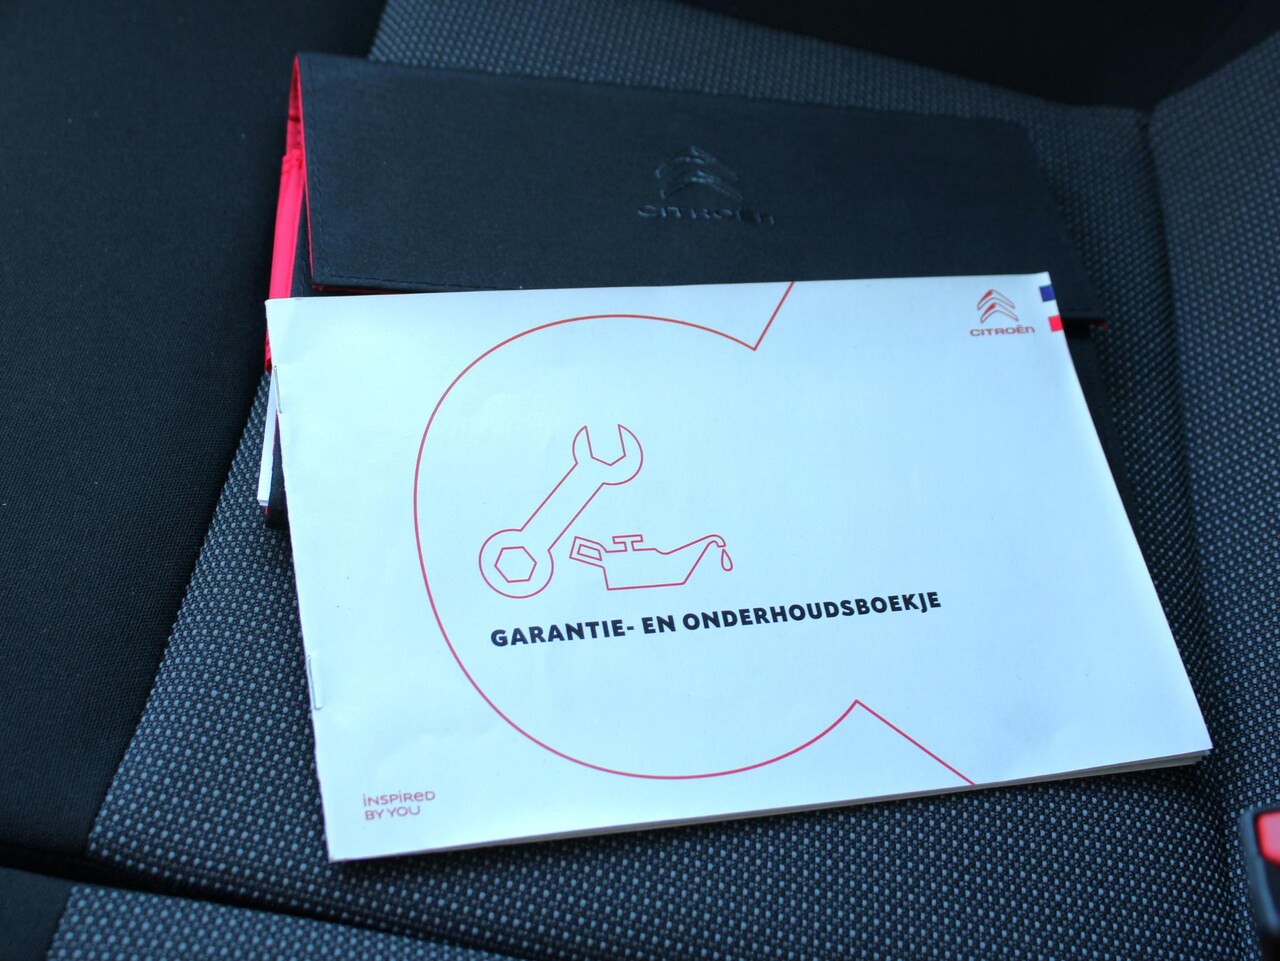 CITROËN
CITROËN
GARANTIE- EN ONDERHOUDSBOEKJE
INSPIRED
BY YOU